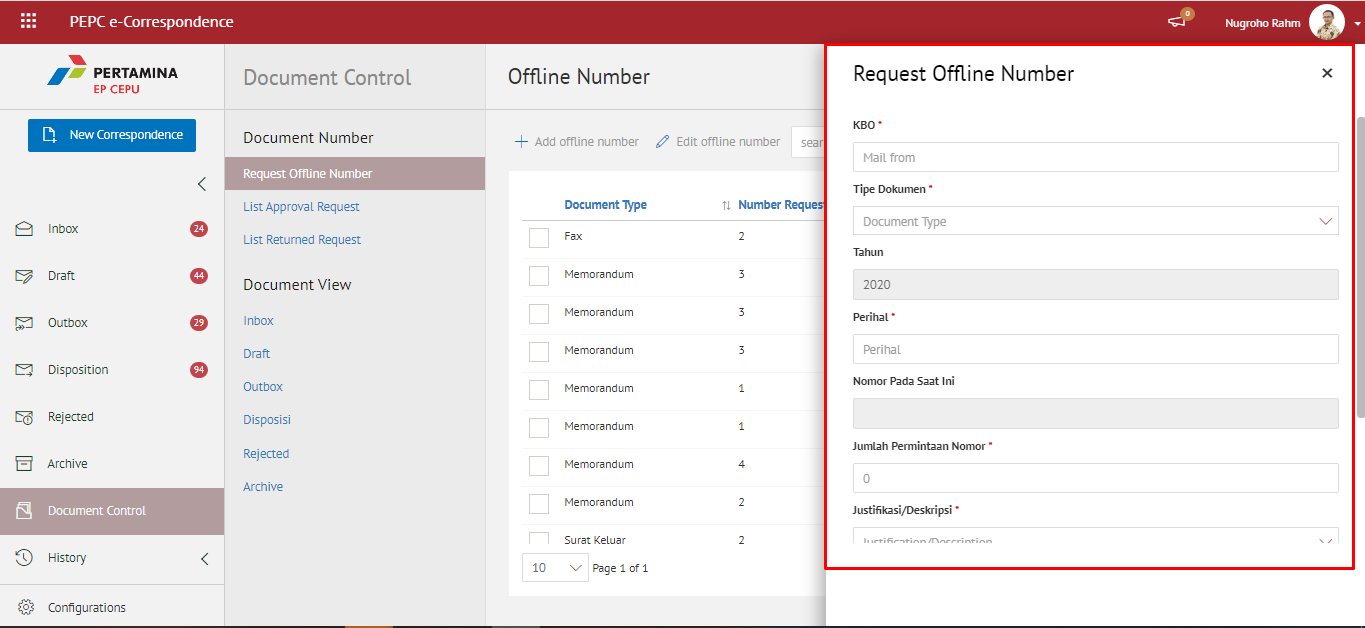 PEPC e-Correspondence
0
Nugroho Rahm
PERTAMINA
EP CEPU
New Correspondence
Inbox 24
Draft 44
Outbox 29
Disposition 94
Rejected
Archive
Document Control
History
Configurations
Document Control
Document Number
Request Offline Number
List Approval Request
List Returned Request
Document View
Inbox
Draft
Outbox
Disposisi
Rejected
Archive
Offline Number
Add offline number Edit offline number sear
Document Type Number Reques
Fax 2
Memorandum 3
Memorandum 3
Memorandum 3
Memorandum 1
Memorandum 1
Memorandum 4
Memorandum 2
Surat Keluar 2
10 Page 1 of 1
Request Offline Number
KBO *
Mail from
Tipe Dokumen *
Document Type
Tahun
2020
Perihal *
Perihal
Nomor Pada Saat Ini
Jumlah Permintaan Nomor *
0
Justifikasi/Deskripsi *
Justification/Description